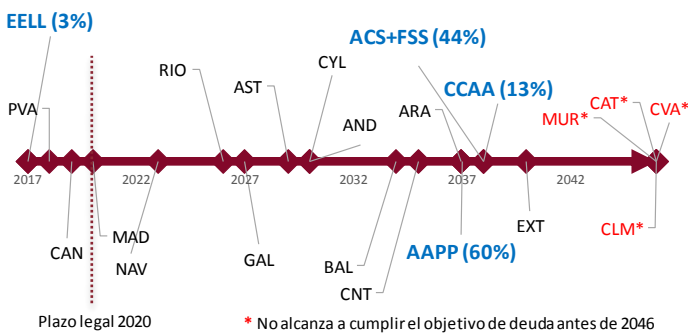 EELL (3%)
ACS+FSS (44%)
CYL
RIO
AST
CCAA (13%)
CAT*
CVA*
PVA
ARA
MUR*
AND
2017
2022
2027
2032
2037
2042
MAD
EXT
CLM*
CAN
GAL
AAPP (60%)
NAV
BAL
CNT
Plazo legal 2020
* No alcanza a cumplir el objetivo de deuda antes de 2046